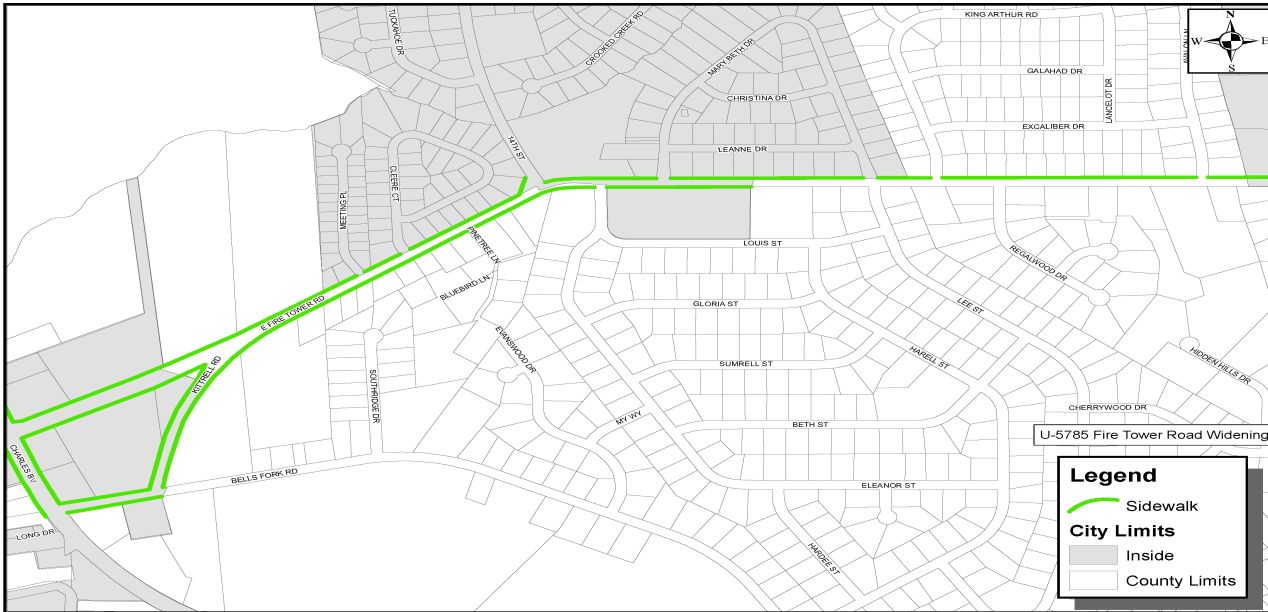 KING ARTHUR RD
N
W E
S
TUCKAHOE DR
CROOKED CREEK RD
MARY BETH DR
AVALON LN
GALAHAD DR
LANCELOT DR
CHRISTINA DR
EXCALIBER DR
14TH ST
LEANNE DR
CLEERE CT
MEETING PL
PINETREE LN
LOUIS ST
REGALWOOD DR
BLUEBIRD LN
E FIRE TOWER RD
GLORIA ST
LEE ST
EVANSWOOD DR
HARELL ST
HIDDEN HILLS DR
KITTRELL RD
SUMRELL ST
SOUTHRIDGE DR
CHERRYWOOD DR
MY WY
BETH ST
U-5785 Fire Tower Road Widening
CHARLES BV
BELLS FORK RD
ELEANOR ST
LONG DR
HARDEE ST
Legend
Sidewalk
City Limits
Inside
County Limits